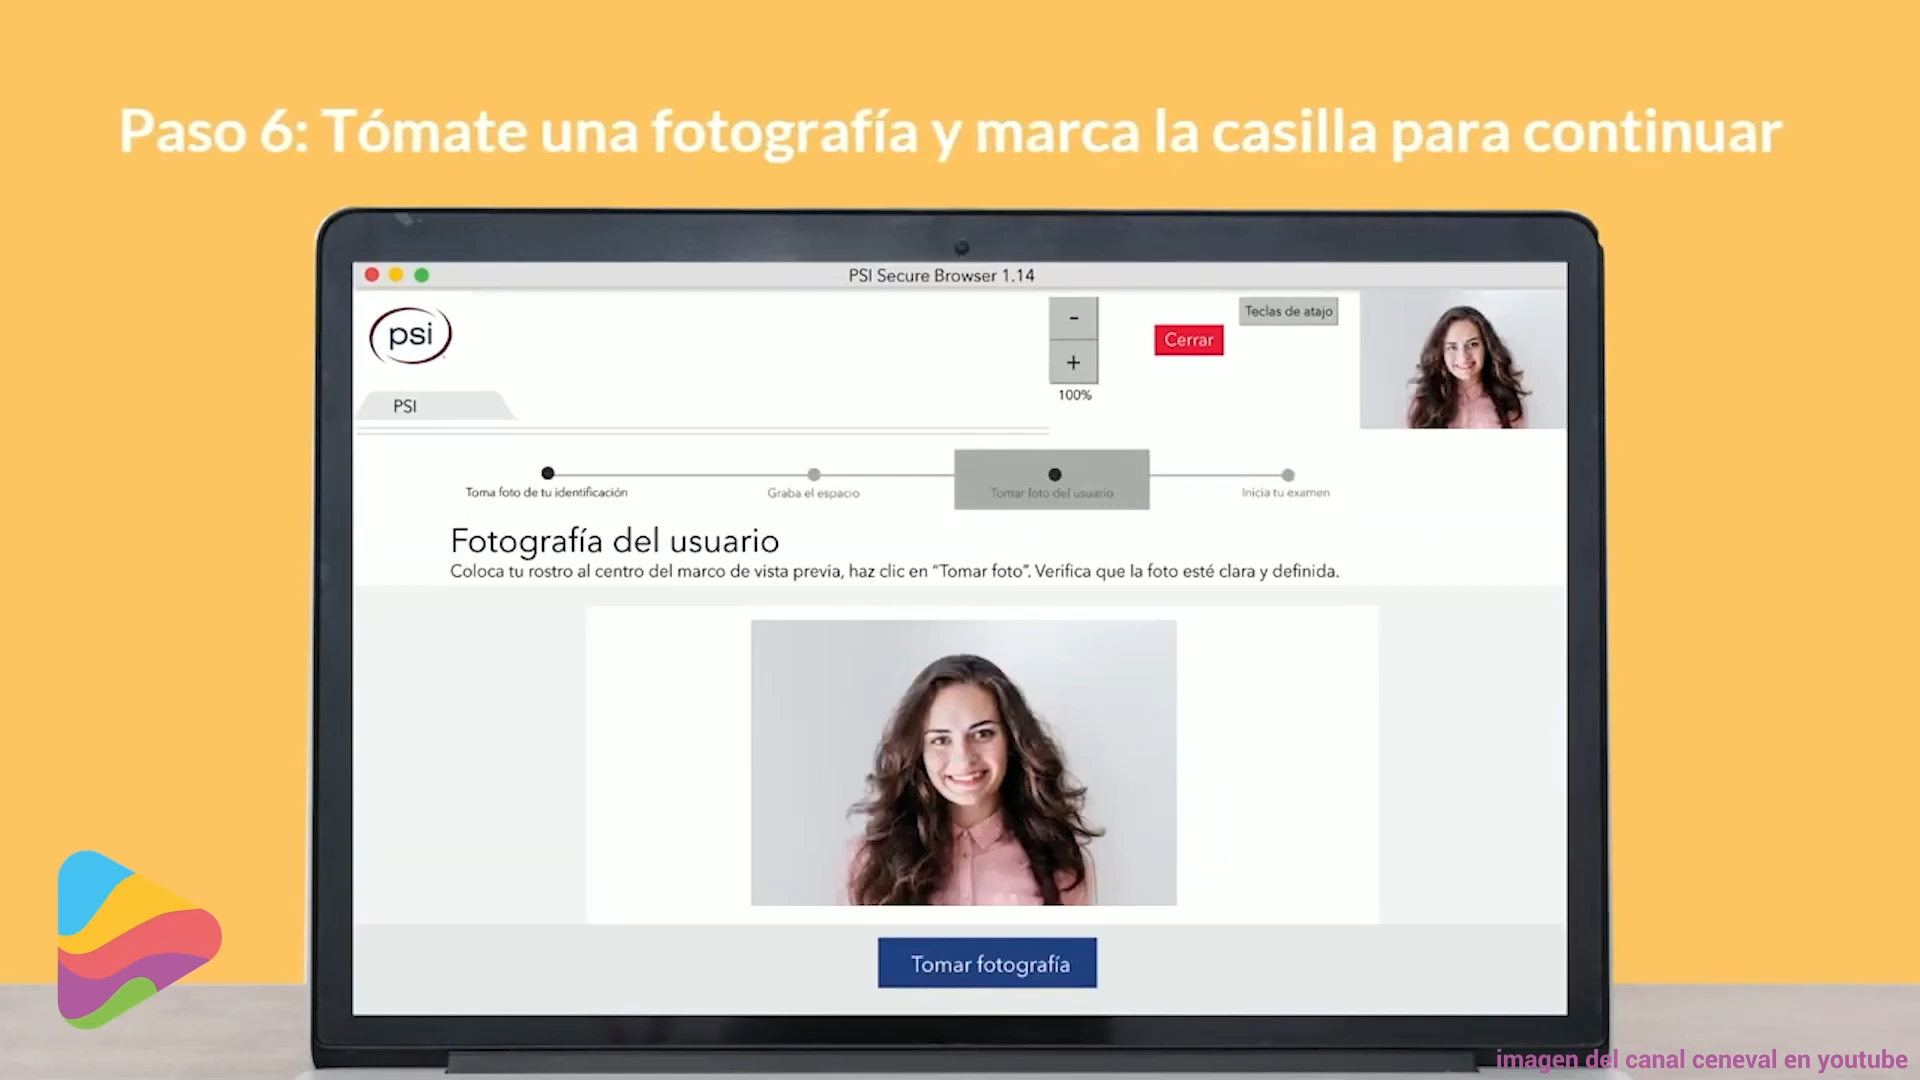 Paso 6: Tómate una fotografía y marca la casilla para continuar
PSI Secure Browser 1.14
psi
-
+
100%
Cerrar
Teclas de atajo
PSI
Toma foto de tu identificación
Graba el espacio
Tomar foto del usuario
Inicia tu examen
Fotografía del usuario
Coloca tu rostro al centro del marco de vista previa, haz clic en “Tomar foto”. Verifica que la foto esté clara y definida.
Tomar fotografía
imagen del canal ceneval en youtube